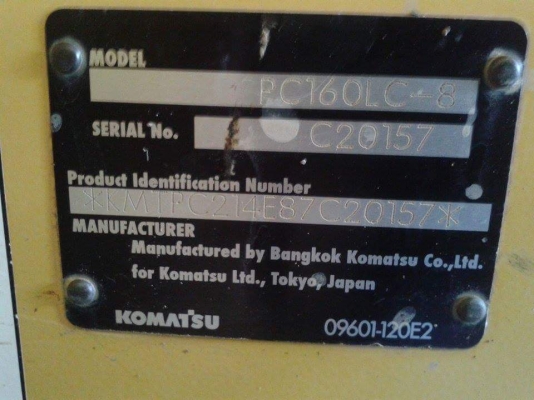 MODEL
PC160LC-8
SERIAL No.
C20157
Product Identification Number
*KMTPC214E87C20157*
MANUFACTURER
Manufactured by Bangkok Komatsu Co.,Ltd.
for Komatsu Ltd., Tokyo, Japan
KOMATSU
09601-120E2